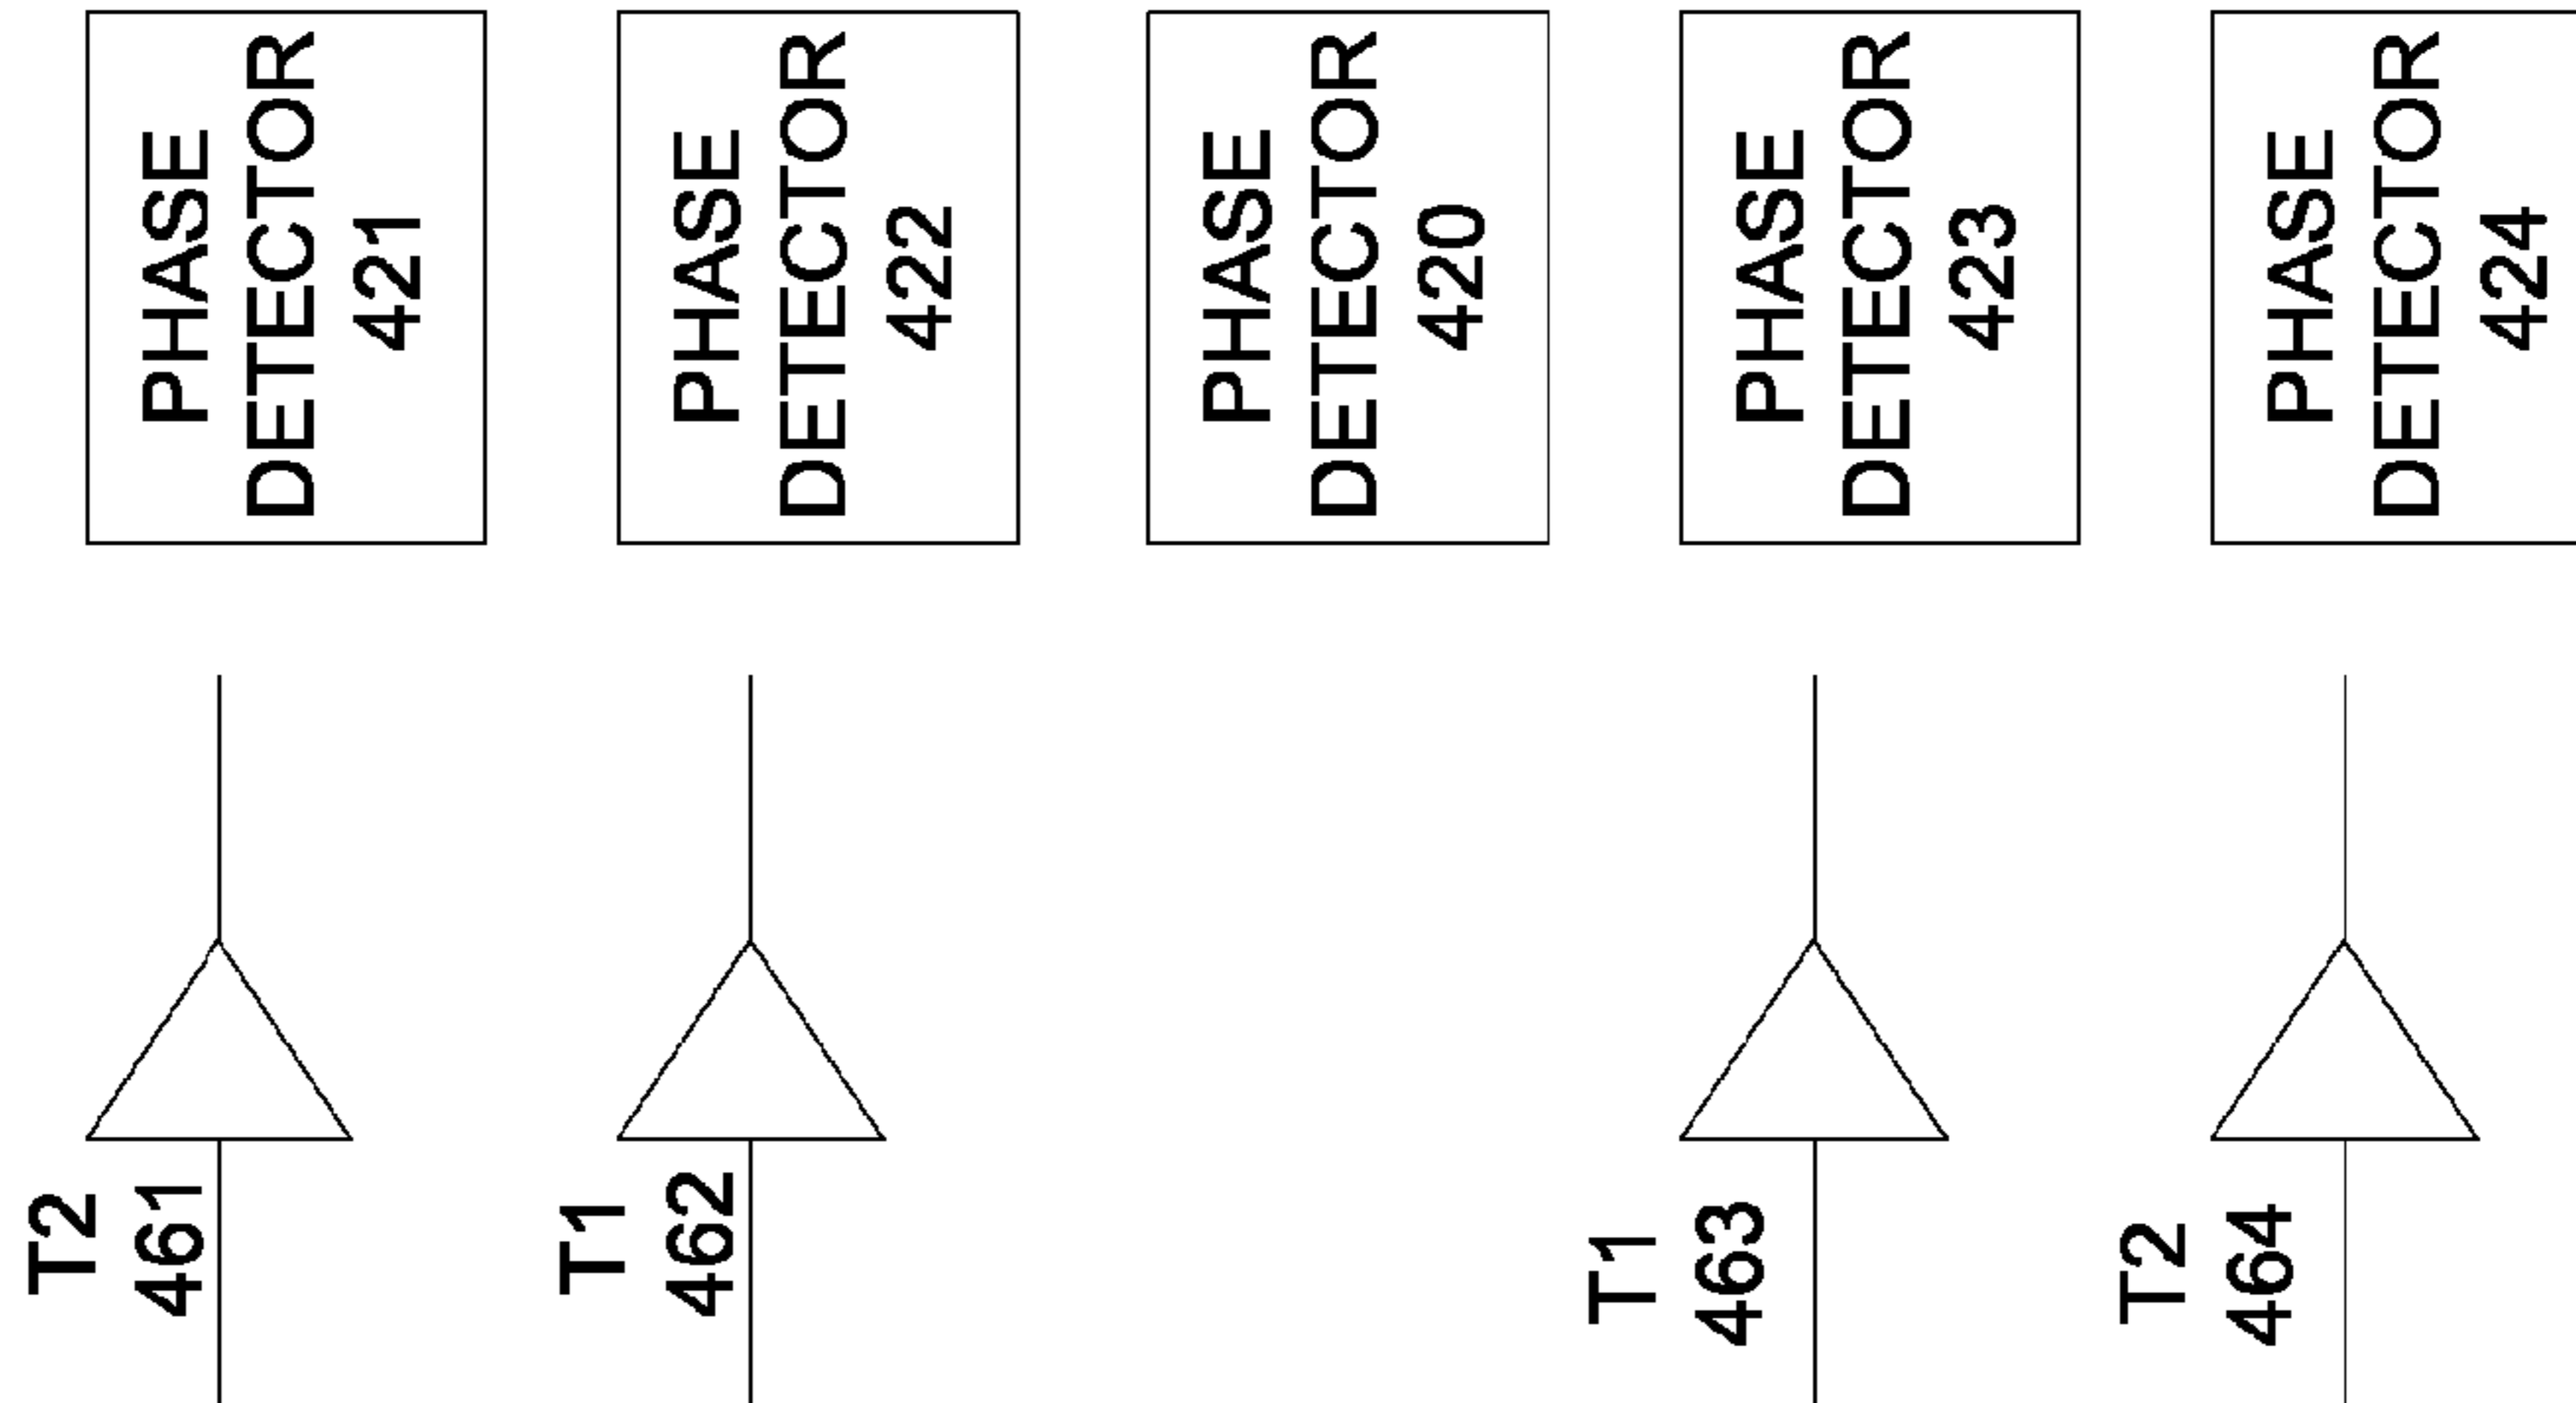 PHASE
DETECTOR
421
PHASE
DETECTOR
422
PHASE
DETECTOR
420
PHASE
DETECTOR
423
PHASE
DETECTOR
424
T2
461
T1
462
T1
463
T2
464